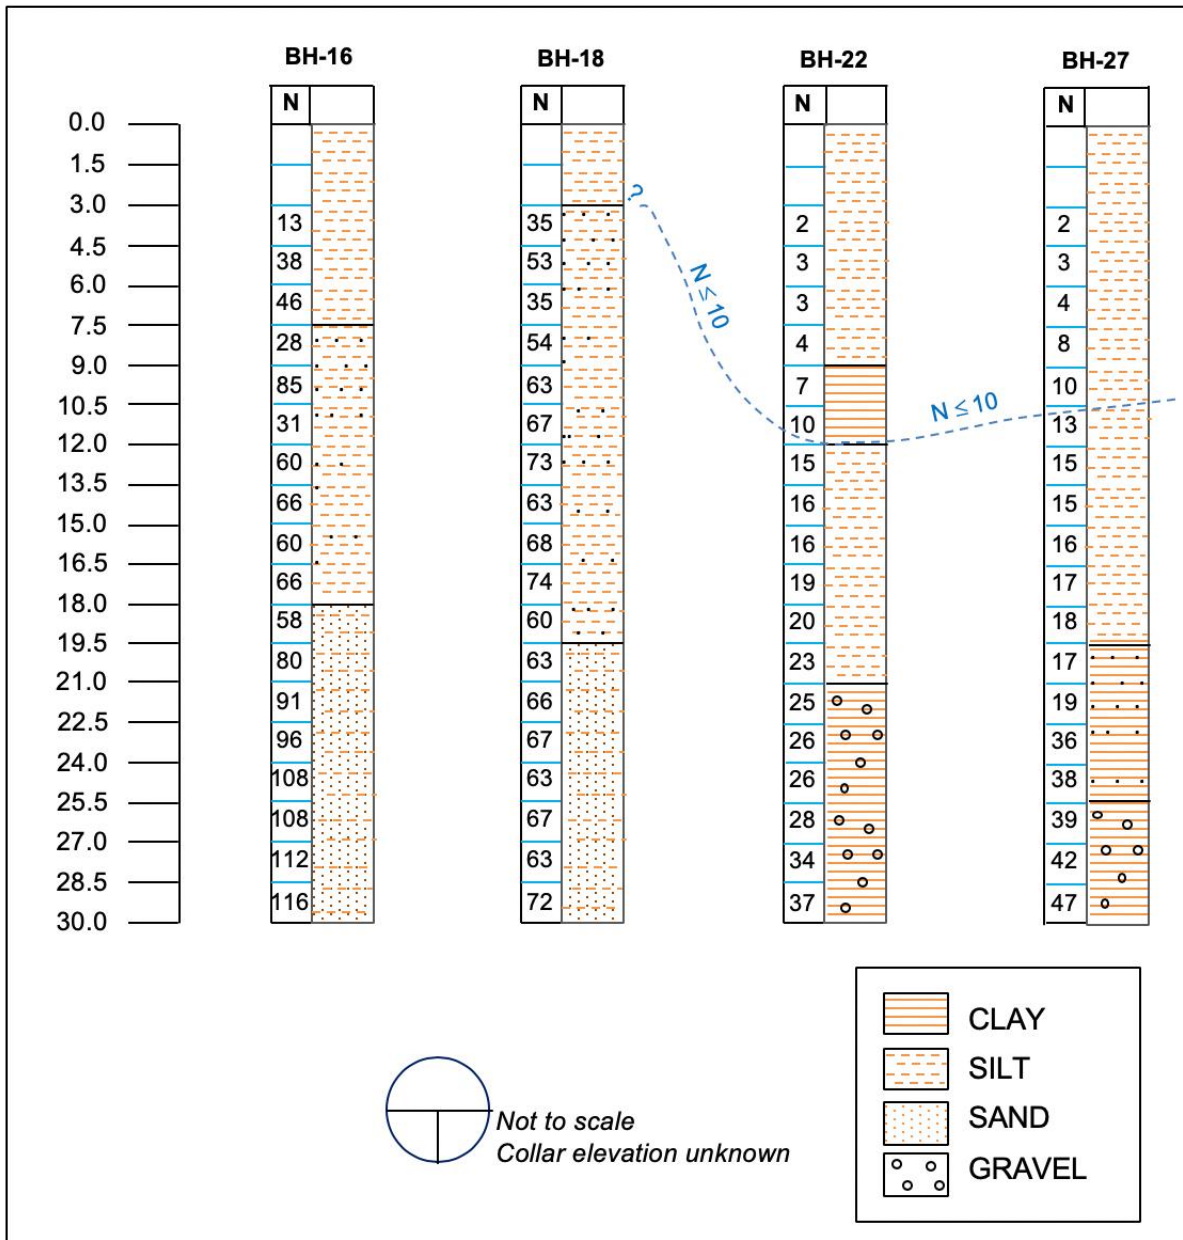 BH-16 BH-18 BH-22 BH-27
N N N N
0.0
1.5
3.0
?
13 35 2 2
4.5
38 53 3 3
6.0
46 35 3 4
N ≤ 10
7.5
28 54 4 8
9.0
85 63 7 10
10.5
N ≤ 10
31 67 10 13
12.0
60 73 15 15
13.5
66 63 16 15
15.0
60 68 16 16
16.5
66 74 19 17
18.0
58 60 20 18
19.5
80 63 23 17
21.0
91 66 25 19
22.5
96 67 26 36
24.0
108 63 26 38
25.5
108 67 28 39
27.0
112 63 34 42
28.5
116 72 37 47
30.0
CLAY
SILT
SAND
GRAVEL
Not to scale
Collar elevation unknown